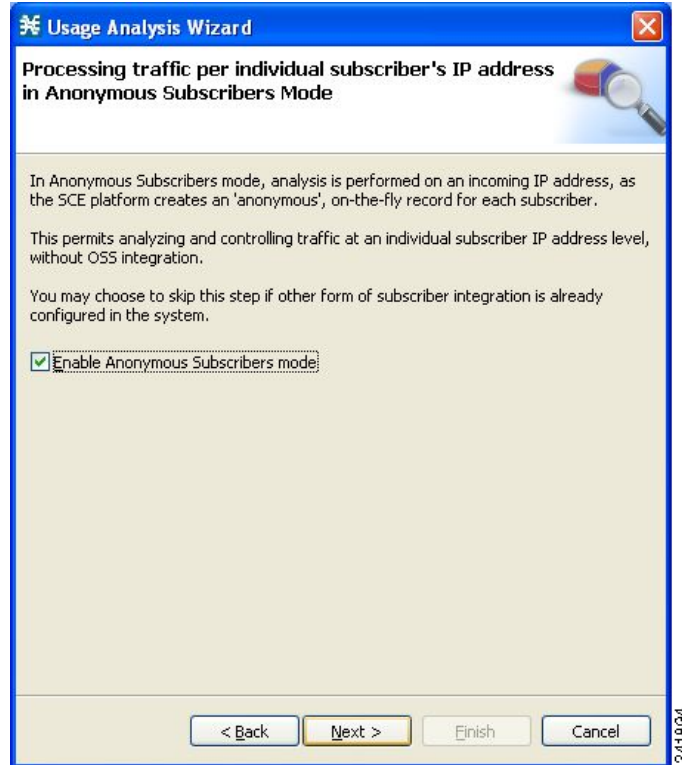 Usage Analysis Wizard
Processing traffic per individual subscriber's IP address
in Anonymous Subscribers Mode
In Anonymous Subscribers mode, analysis is performed on an incoming IP address, as
the SCE platform creates an 'anonymous', on-the-fly record for each subscriber.
This permits analyzing and controlling traffic at an individual subscriber IP address level,
without OSS integration.
You may choose to skip this step if other form of subscriber integration is already
configured in the system.
Enable Anonymous Subscribers mode
< Back
Next >
Finish
Cancel